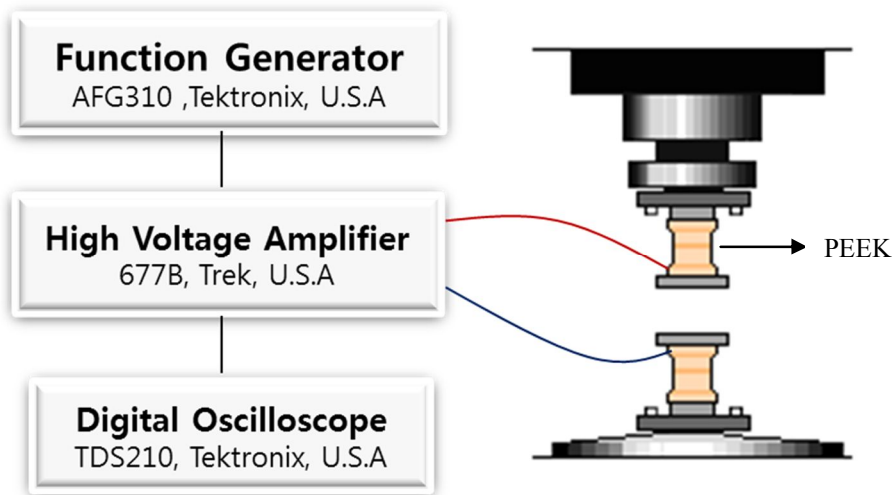 Function Generator
AFG310 ,Tektronix, U.S.A
High Voltage Amplifier
677B, Trek, U.S.A
PEEK
Digital Oscilloscope
TDS210, Tektronix, U.S.A